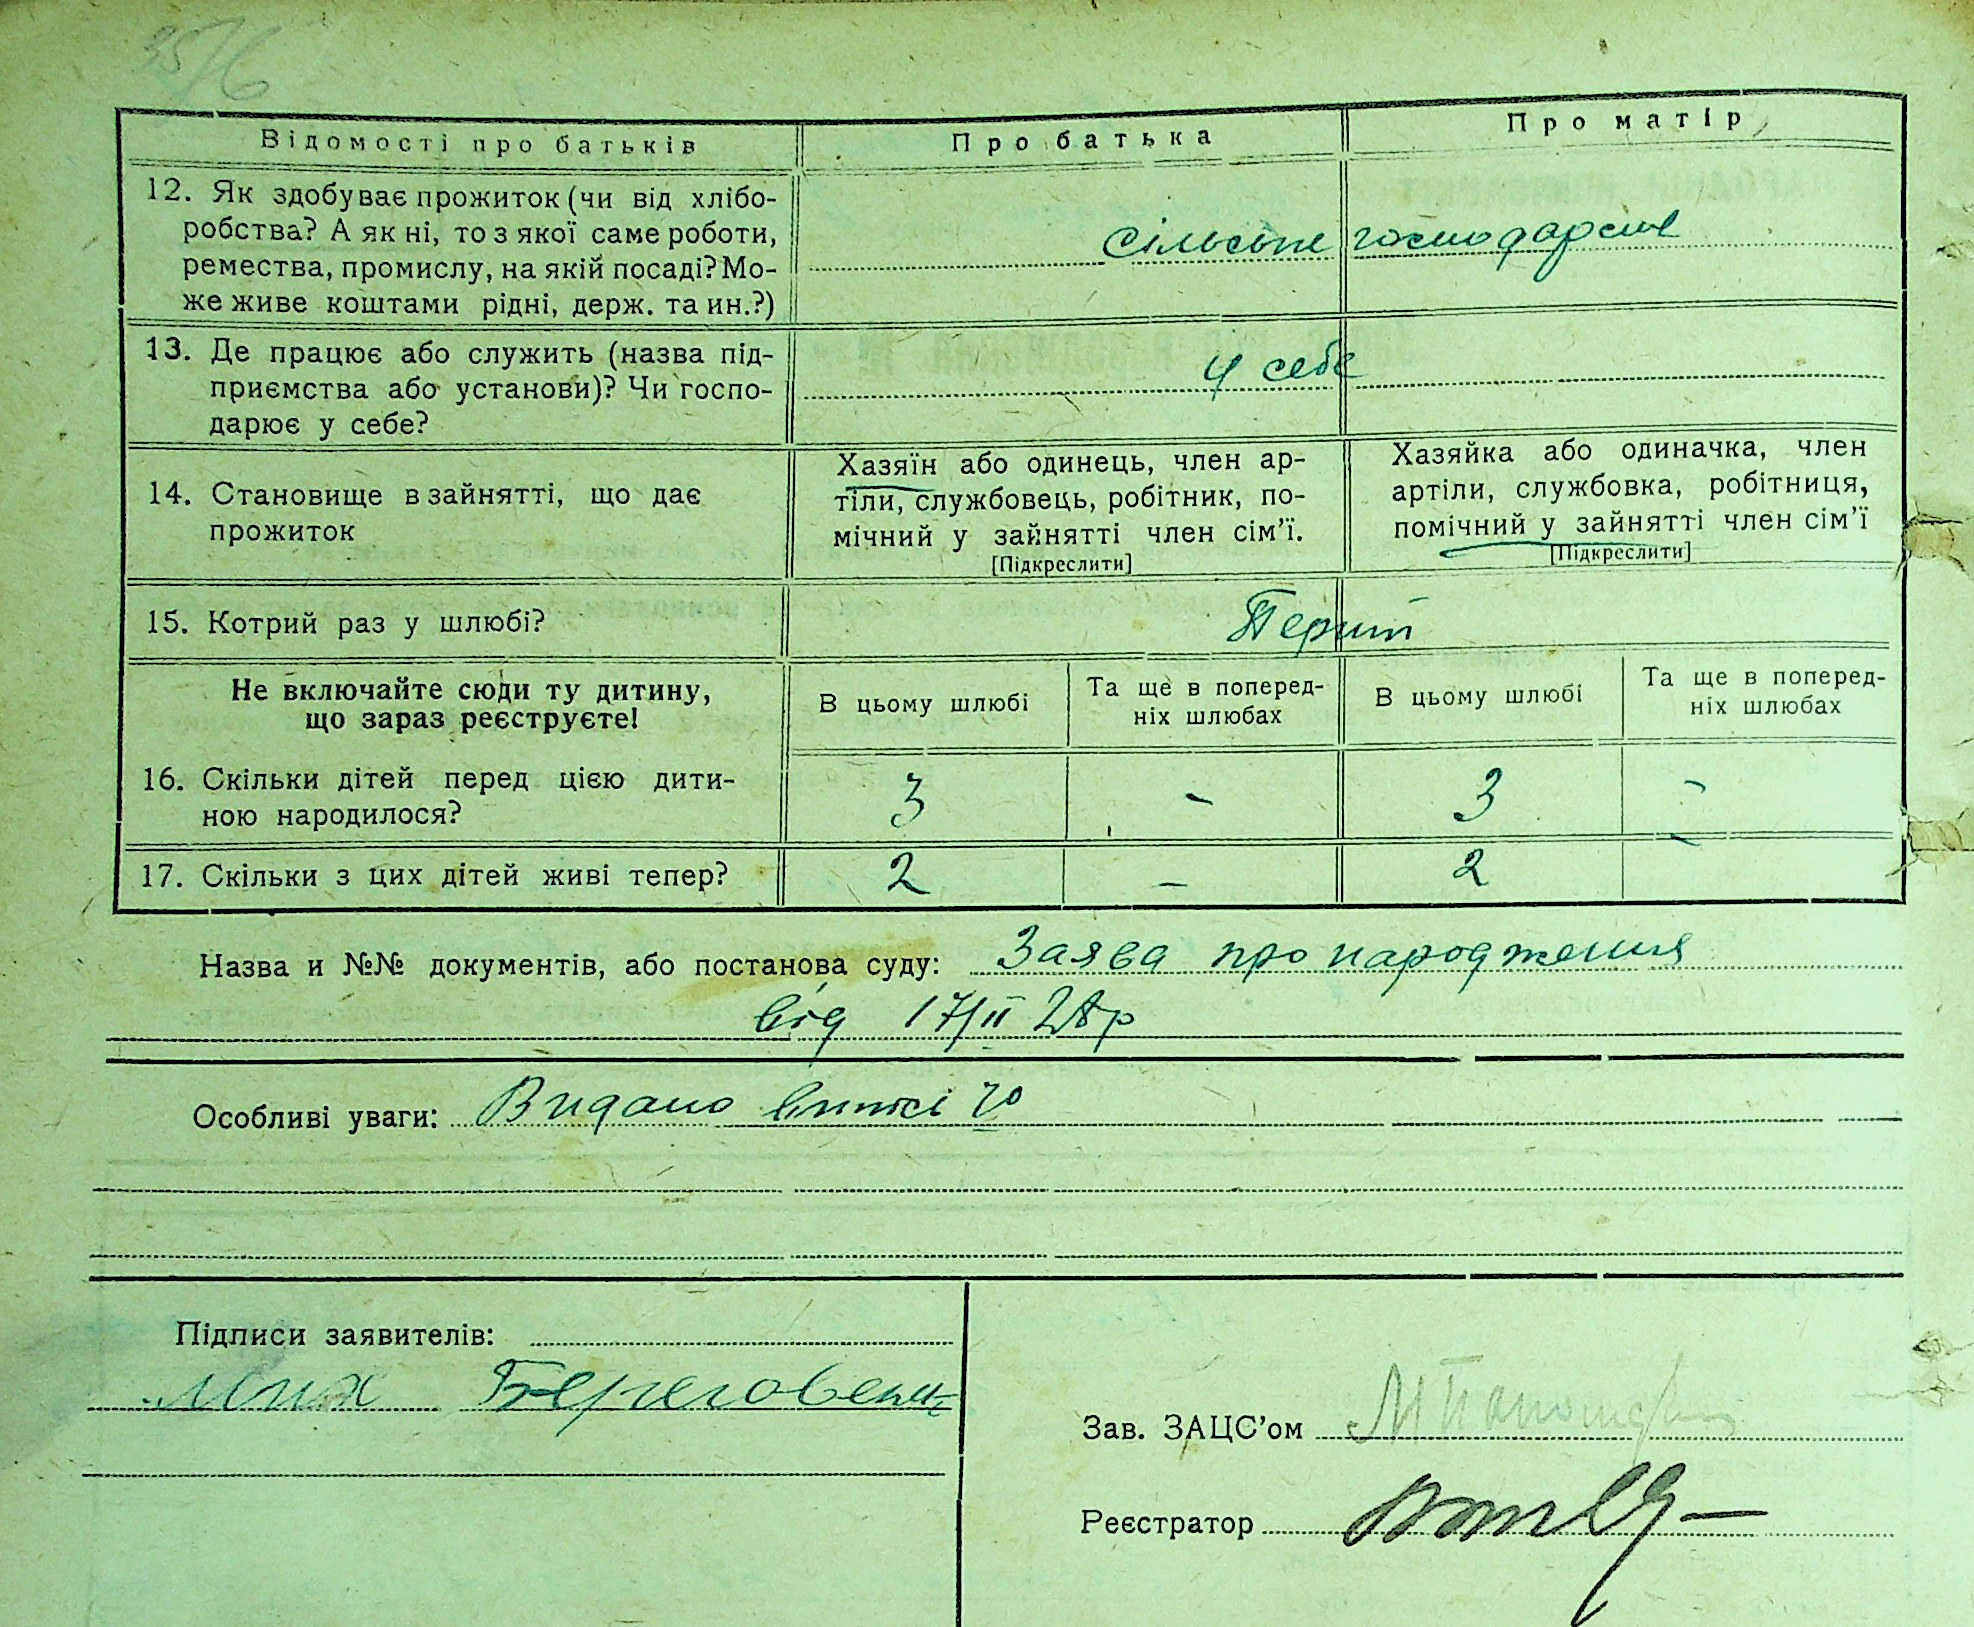 35/6
Відомості про батьків Про батька Про матір
12. Як здобуває прожиток (чи від хлібо-
робства? А як ні, то з якої саме роботи,
ремества, промислу, на якій посаді? Мо-
же живе коштами рідні, держ. та ин.?)
сільське господарств
13. Де працює або служить (назва під-
приємства або установи)? Чи госпо-
дарює у себе?
у себе
14. Становище в зайнятті, що дає
прожиток
Хазяїн або одинець, член ар-
тіли, службовець, робітник, по-
мічний у зайнятті член сім'ї.
[Підкреслити]
Хазяйка або одиначка, член
артіли, службовка, робітниця,
помічний у зайнятті член сім'ї
[Підкреслити]
15. Котрий раз у шлюбі? Перший
Не включайте сюди ту дитину,
що зараз реєструєте!
В цьому шлюбі
Та ще в поперед-
ніх шлюбах
В цьому шлюбі
Та ще в поперед-
ніх шлюбах
16. Скільки дітей перед цією дити-
ною народилося?
3 - 3 -
17. Скільки з цих дітей живі тепер? 2 - 2 -
Назва и №№ документів, або постанова суду: Заява про народження
від 17/II 28р
Особливі уваги: Видано
Підписи заявителів:
Мих Береговенц
Зав. ЗАЦС'ом
Реєстратор